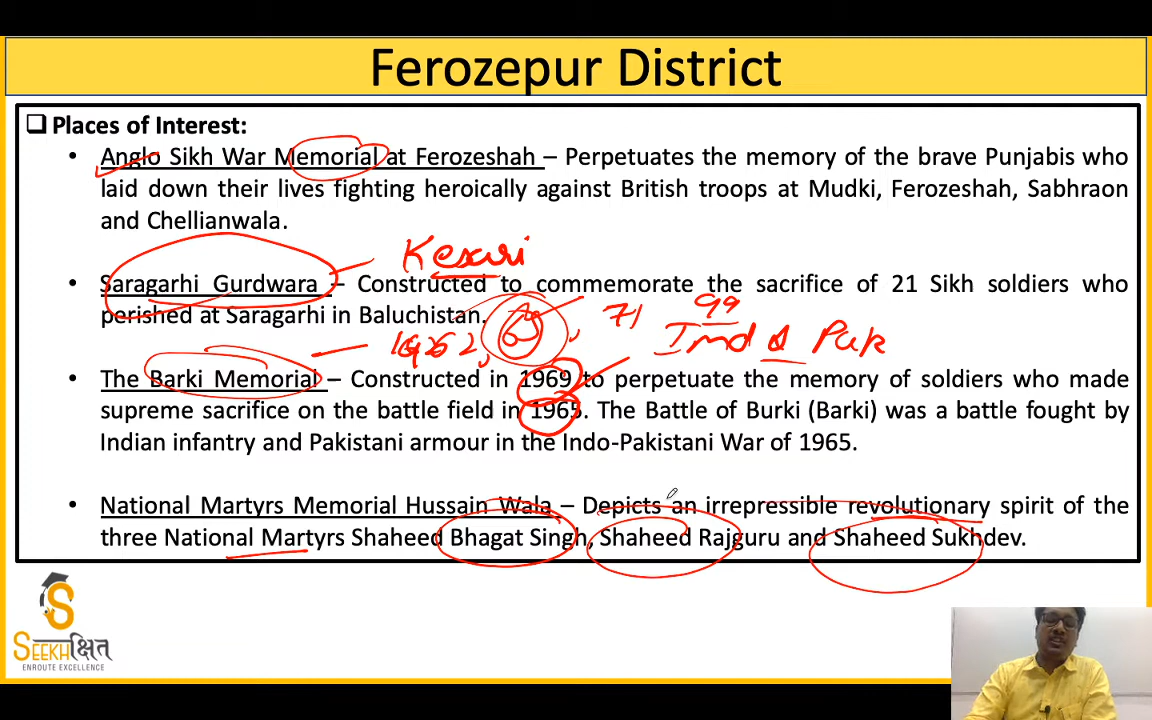 Ferozepur District
❑ Places of Interest:
• Anglo Sikh War Memorial at Ferozeshah – Perpetuates the memory of the brave Punjabis who
laid down their lives fighting heroically against British troops at Mudki, Ferozeshah, Sabhraon
and Chellianwala.
Kesari
• Saragarhi Gurdwara – Constructed to commemorate the sacrifice of 21 Sikh soldiers who
perished at Saragarhi in Baluchistan.
71
99
1962,
Ind & Pak
• The Barki Memorial – Constructed in 1969 to perpetuate the memory of soldiers who made
supreme sacrifice on the battle field in 1965. The Battle of Burki (Barki) was a battle fought by
Indian infantry and Pakistani armour in the Indo-Pakistani War of 1965.
• National Martyrs Memorial Hussain Wala – Depicts an irrepressible revolutionary spirit of the
three National Martyrs Shaheed Bhagat Singh, Shaheed Rajguru and Shaheed Sukhdev.
SEEKHक्षित
ENROUTE EXCELLENCE